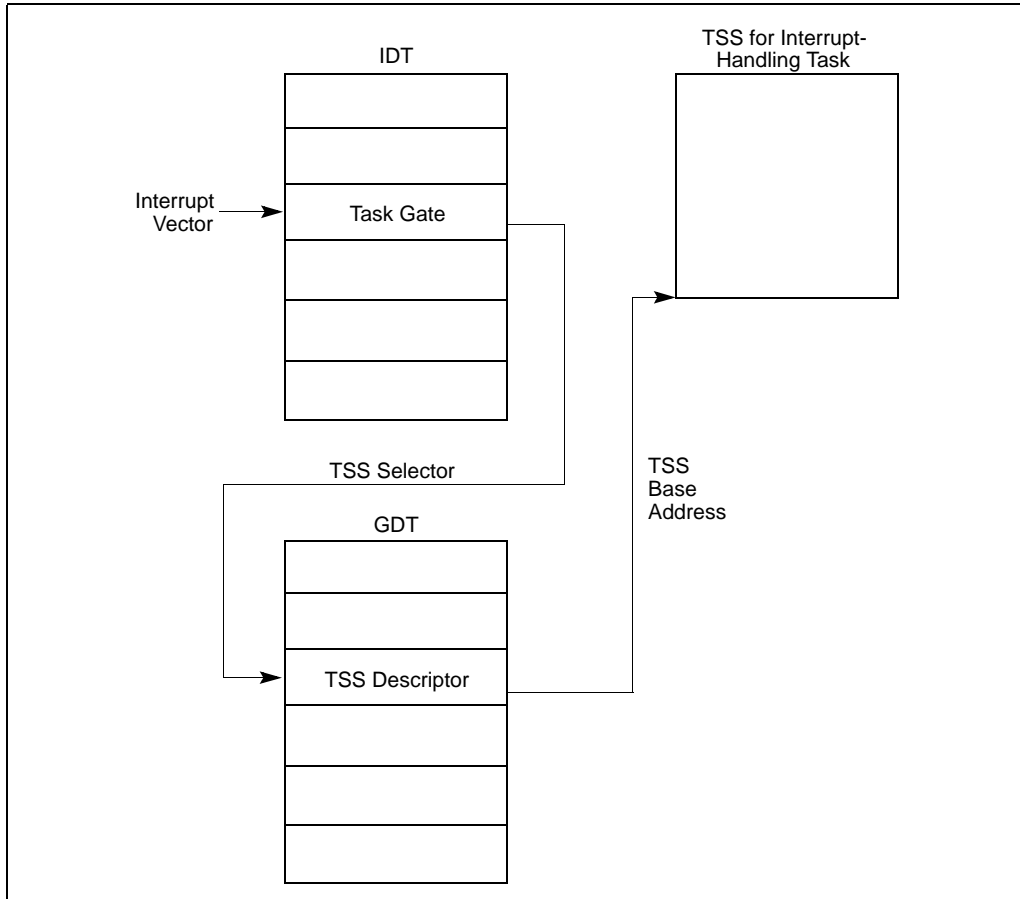 IDT
TSS for Interrupt-
Handling Task
Interrupt
Vector
Task Gate
TSS Selector
TSS
Base
Address
GDT
TSS Descriptor